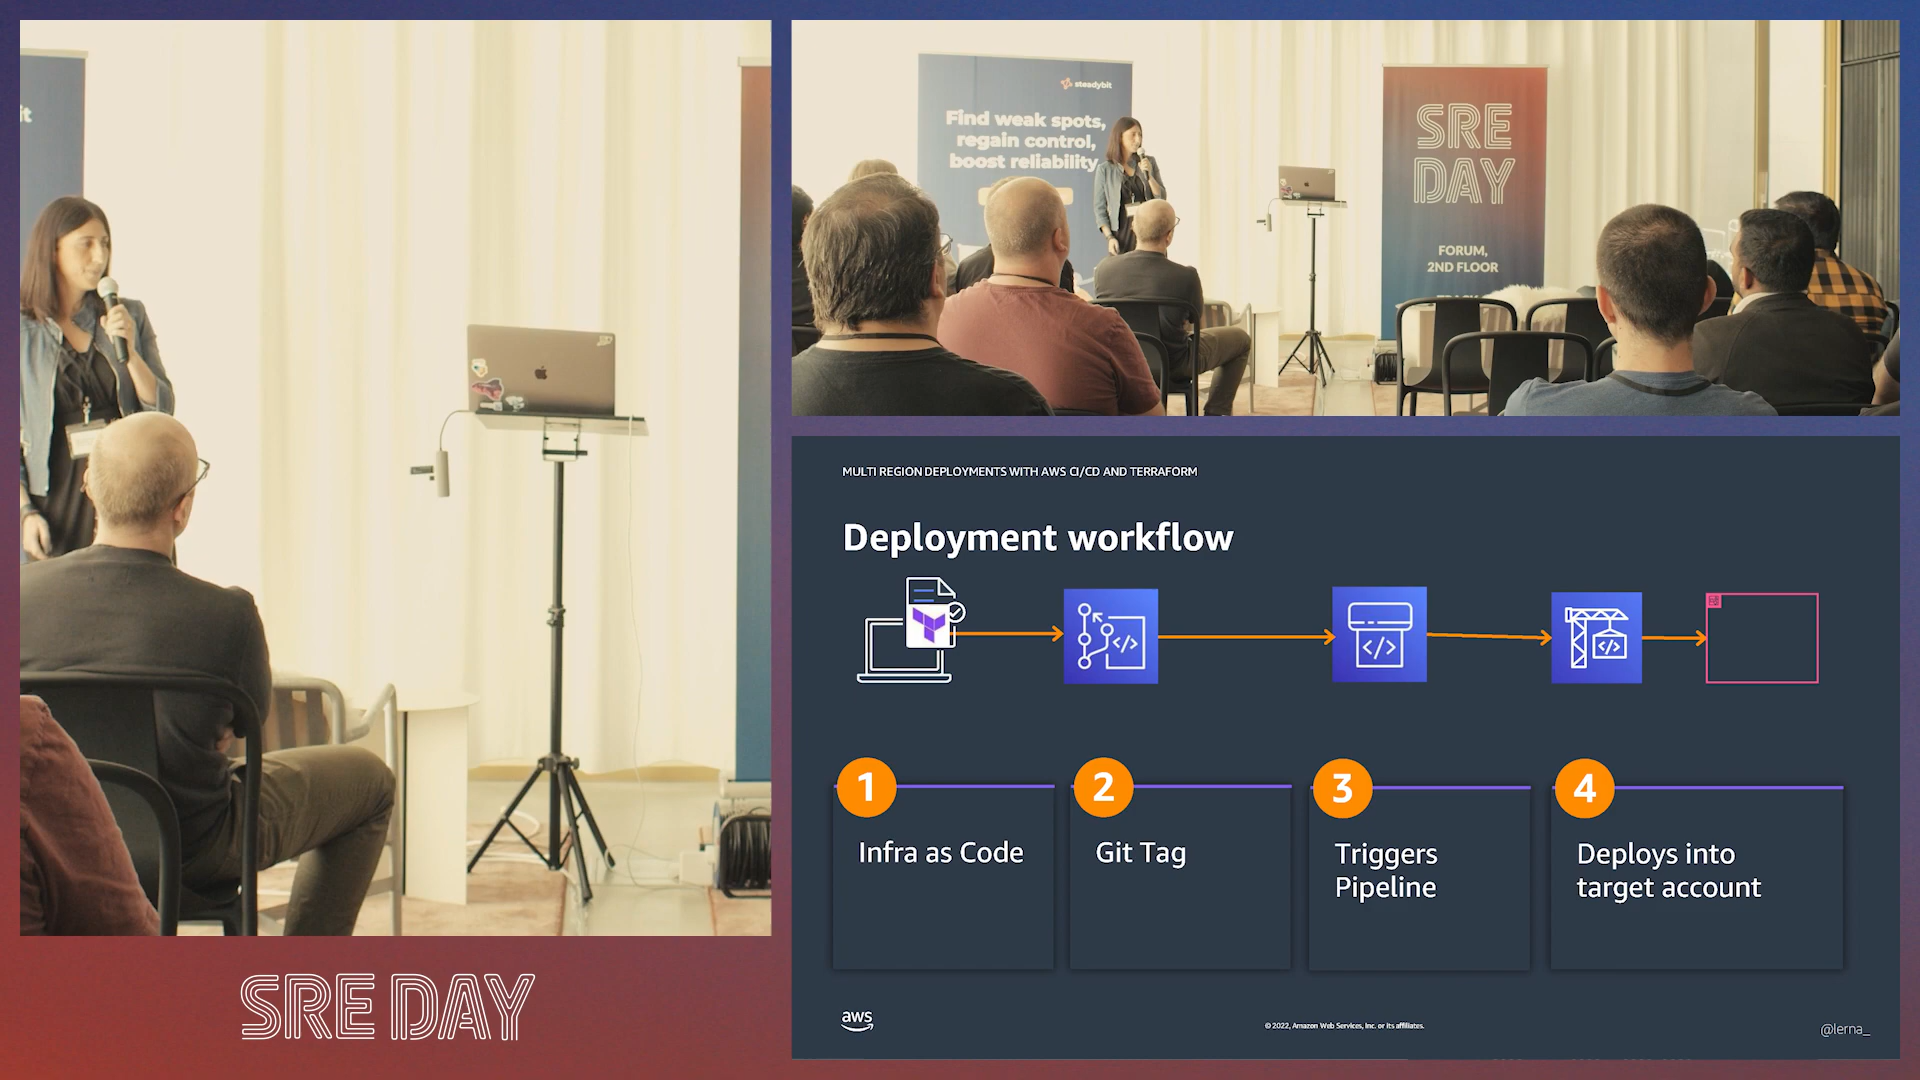 it
steadybit
Find weak spots,
regain control,
boost reliability
SRE
DAY
FORUM,
2ND FLOOR
MULTI REGION DEPLOYMENTS WITH AWS CI/CD AND TERRAFORM
Deployment workflow
1
Infra as Code
2
Git Tag
3
Triggers
Pipeline
4
Deploys into
target account
aws
© 2022, Amazon Web Services, Inc. or its affiliates.
@lerna_
SRE DAY